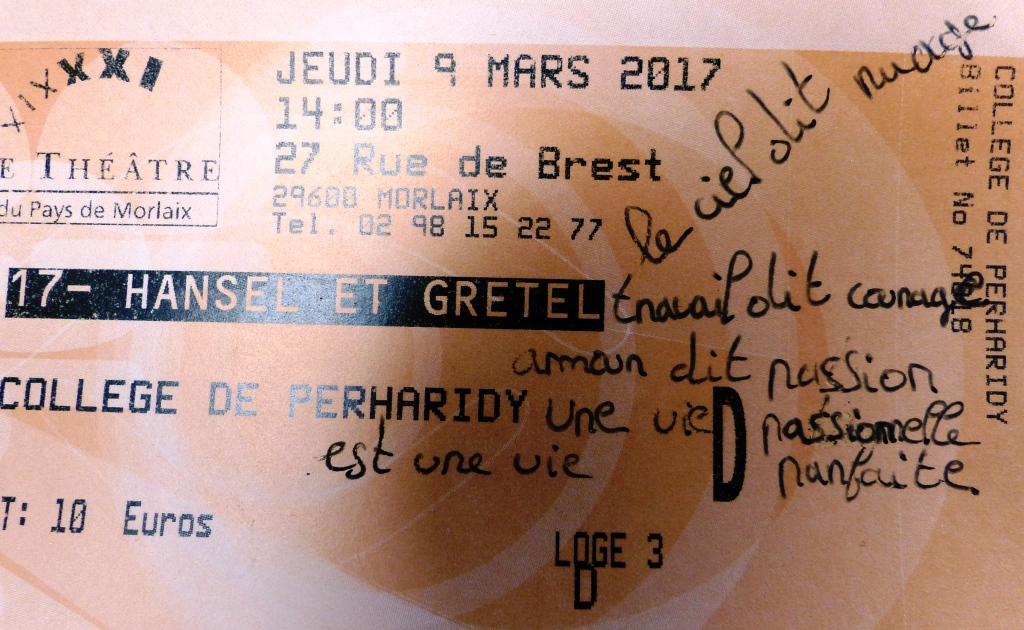 XIXXXXI
E THÉÂTRE
du Pays de Morlaix
JEUDI 9 MARS 2017
14:00
27 Rue de Brest
29600 MORLAIX
Tel. 02 98 15 22 77
17- HANSEL ET GRETEL
COLLEGE DE PERHARIDY
T: 10 Euros
LOGE 3
D
D
le ciel dit nuage
travail dit courage
amour dit passion
une vie passionnelle
est une vie parfaite.
COLLEGE DE PERHARIDY
Billet No